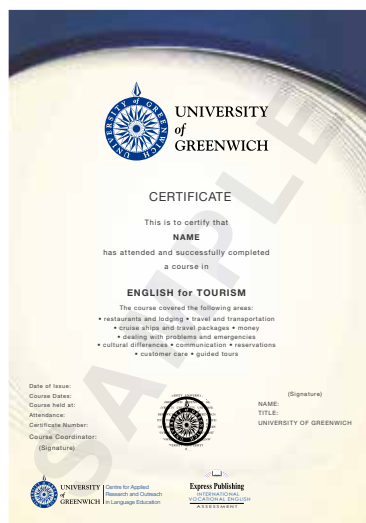 UNIVERSITY of GREENWICH
UNIVERSITY
of
GREENWICH
CERTIFICATE
This is to certify that
NAME
has attended and successfully completed
a course in
ENGLISH for TOURISM
The course covered the following areas:
• restaurants and lodging • travel and transportation
• cruise ships and travel packages • money
• dealing with problems and emergencies
• cultural differences • communication • reservations
• customer care • guided tours
SAMPLE
Date of Issue:
Course Dates:
Course held at:
Attendance:
Certificate Number:
Course Coordinator:
(Signature)
(Signature)
NAME:
TITLE:
UNIVERSITY OF GREENWICH
UNIVERSITY
of
GREENWICH
Centre for Applied
Research and Outreach
in Language Education
Express Publishing
INTERNATIONAL
VOCATIONAL ENGLISH
ASSESSMENT